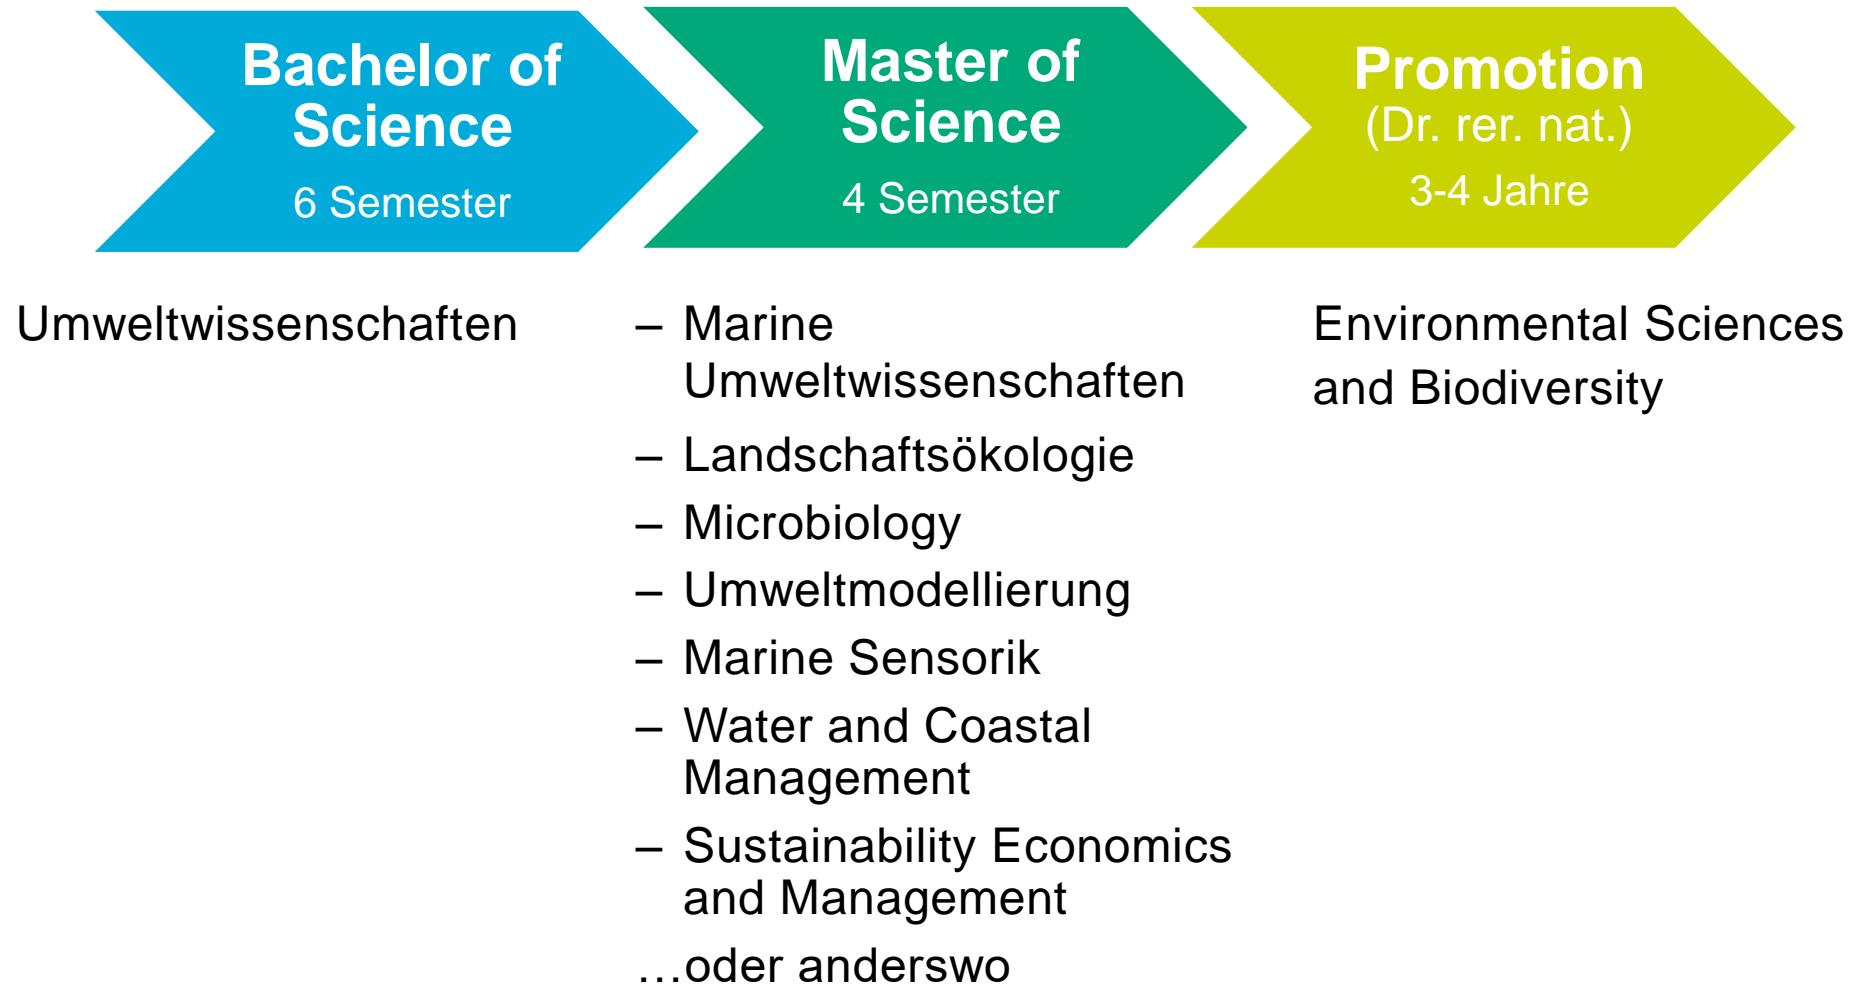 Bachelor of
Science
6 Semester
Master of
Science
4 Semester
Promotion
(Dr. rer. nat.)
3-4 Jahre
Umweltwissenschaften
– Marine
Umweltwissenschaften
– Landschaftsökologie
– Microbiology
– Umweltmodellierung
– Marine Sensorik
– Water and Coastal
Management
– Sustainability Economics
and Management
…oder anderswo
Environmental Sciences
and Biodiversity